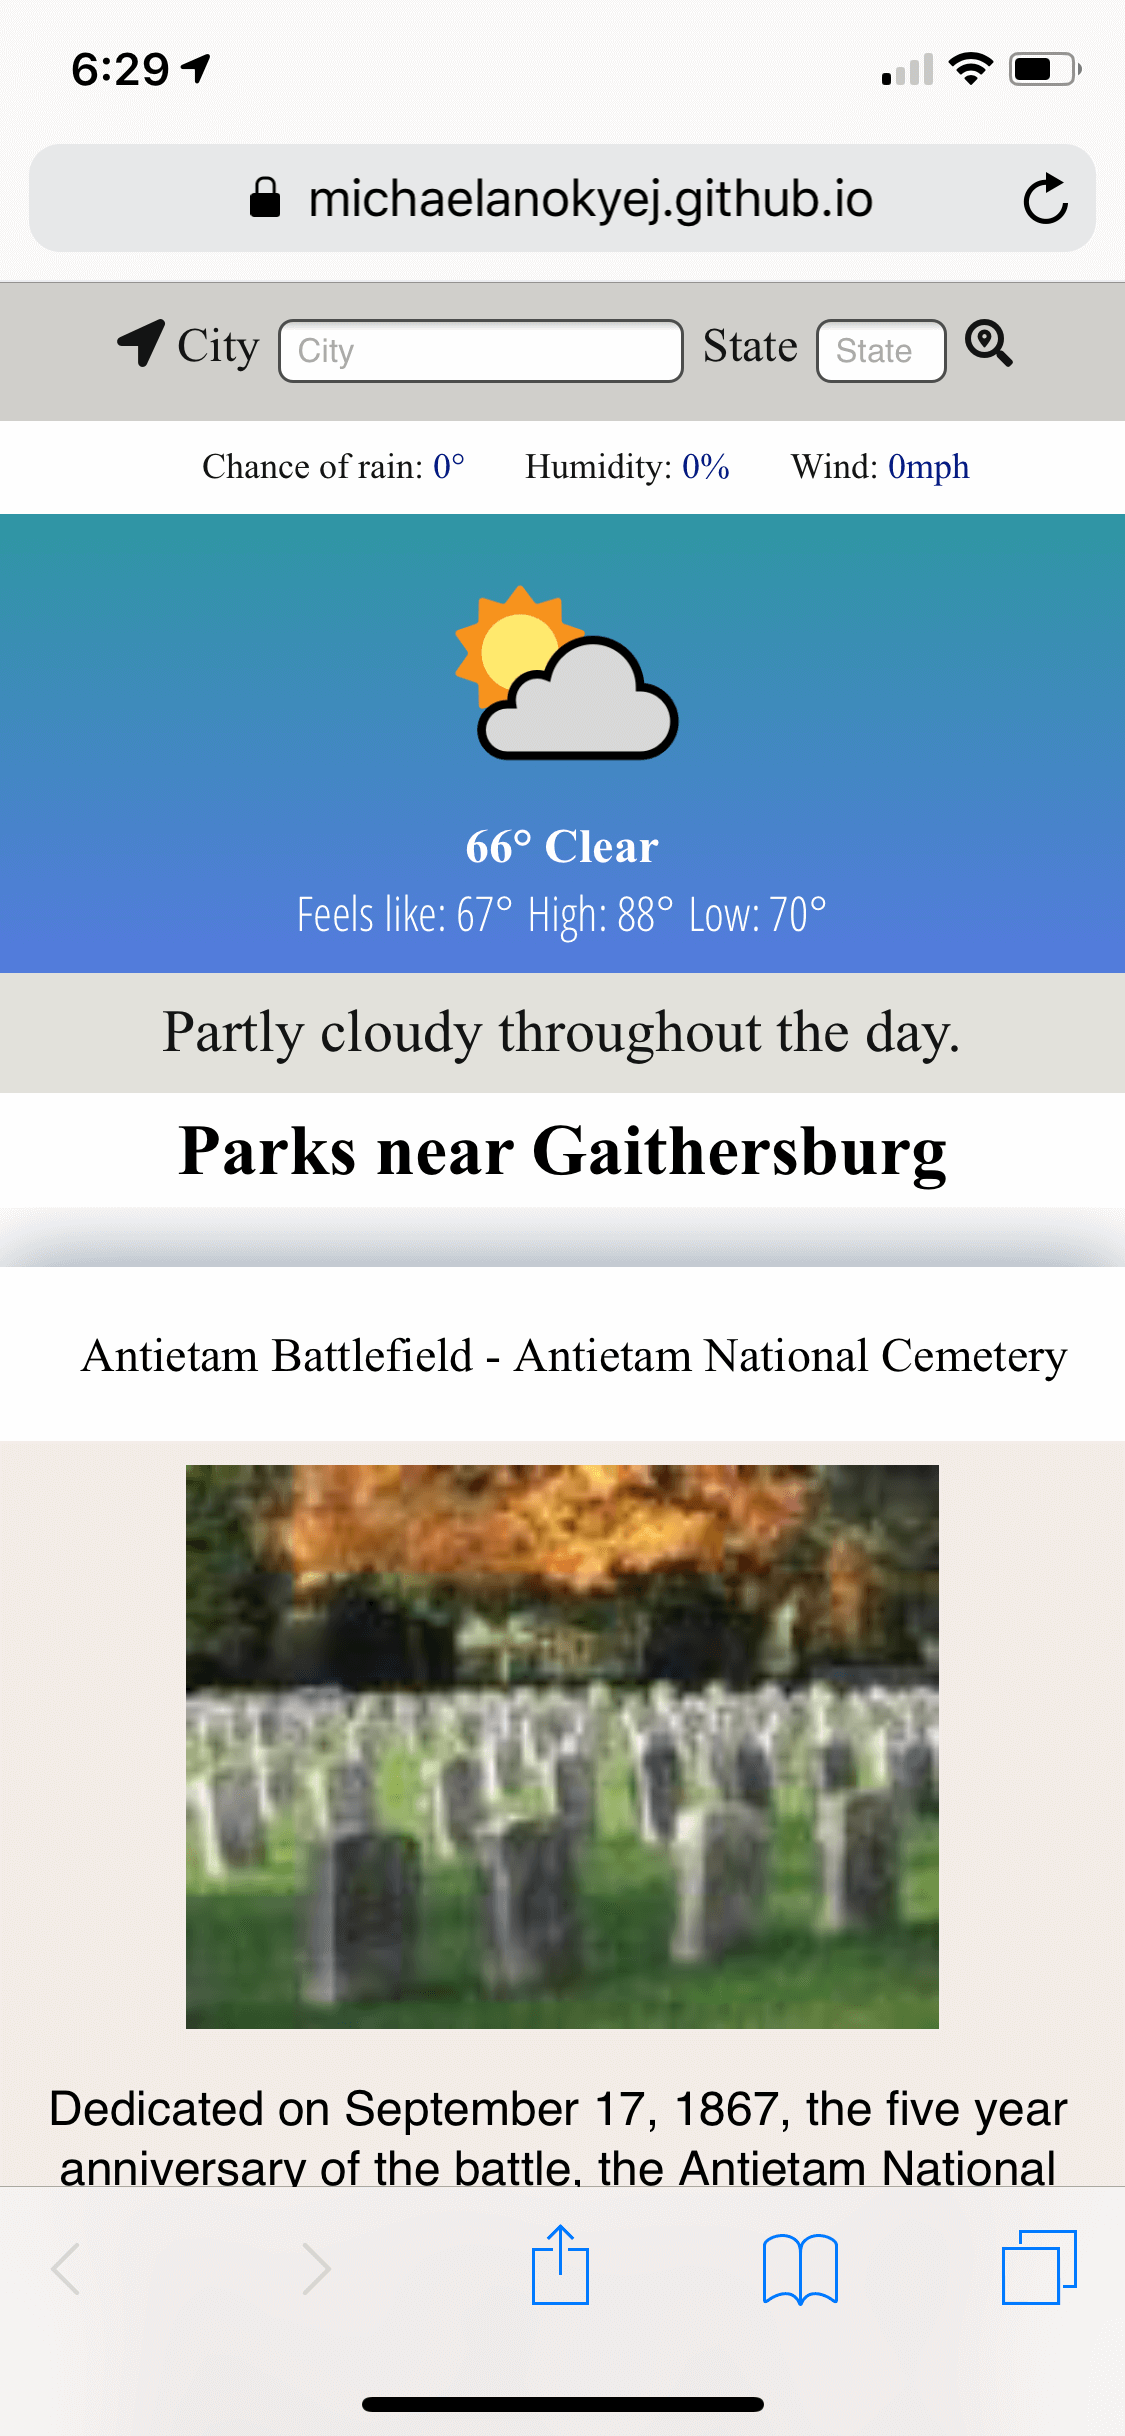 6:29
michaelanokyej.github.io
City City State State
Chance of rain: 0° Humidity: 0% Wind: 0mph
66° Clear
Feels like: 67° High: 88° Low: 70°
Partly cloudy throughout the day.
Parks near Gaithersburg
Antietam Battlefield - Antietam National Cemetery
Dedicated on September 17, 1867, the five year
anniversary of the battle, the Antietam National